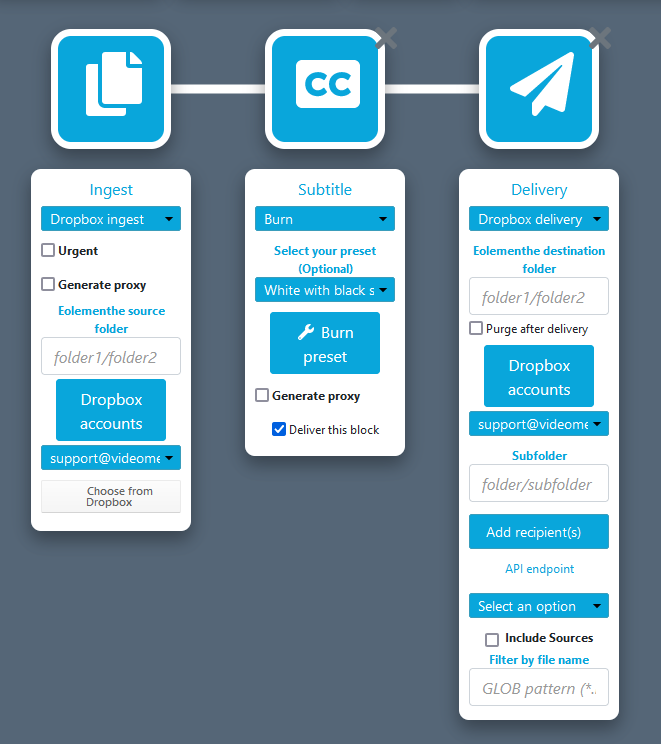 CC
Ingest
Dropbox ingest
Urgent
Generate proxy
Eolementhe source
folder
folder1/folder2
Dropbox
accounts
support@videome
Choose from
Dropbox
Subtitle
Burn
Select your preset
(Optional)
White with black s
Burn
preset
Generate proxy
Deliver this block
Delivery
Dropbox delivery
Eolementhe destination
folder
folder1/folder2
Purge after delivery
Dropbox
accounts
support@videome
Subfolder
folder/subfolder
Add recipient(s)
API endpoint
Select an option
Include Sources
Filter by file name
GLOB pattern (*..